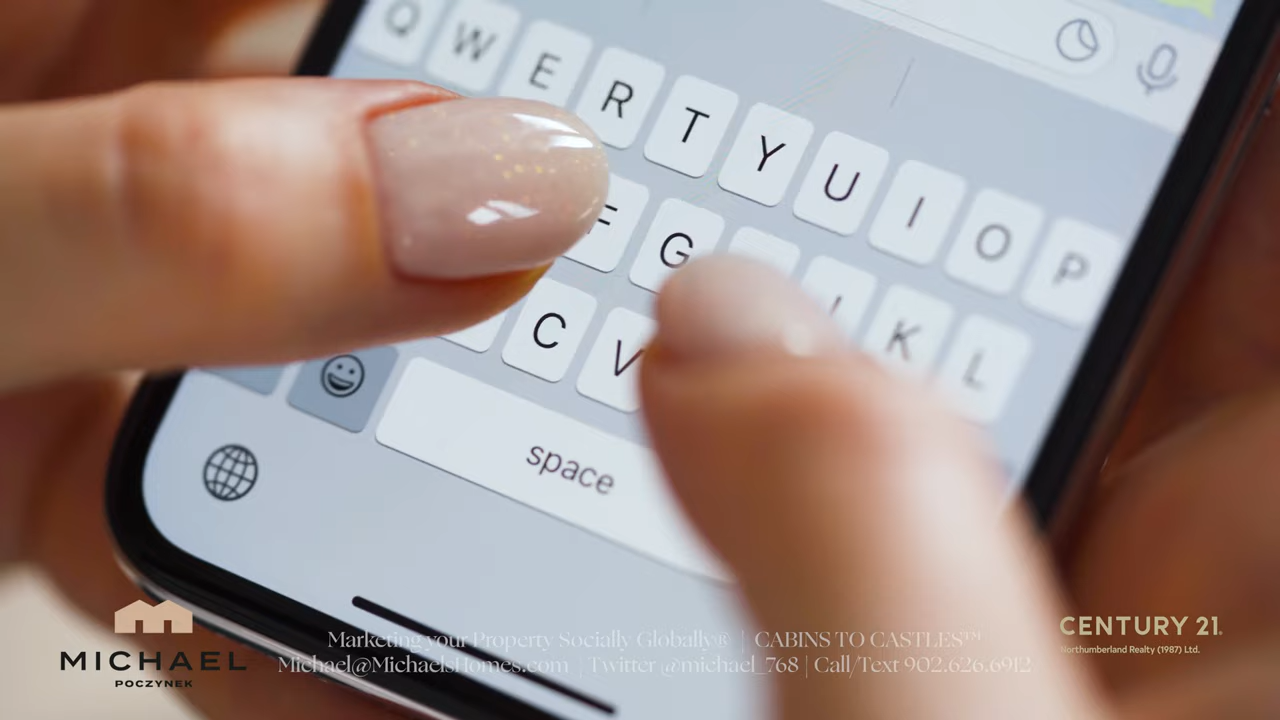 Q W E R T Y U I O P
F G K L
C V
space
MICHAEL
POCZYNEK
Marketing your Property Socially Globally® | CABINS TO CASTLES™
Michael@MichaelsHomes.com | Twitter @michael_768 | Call/Text 902.626.6912
CENTURY 21.
Northumberland Realty (1987) Ltd.